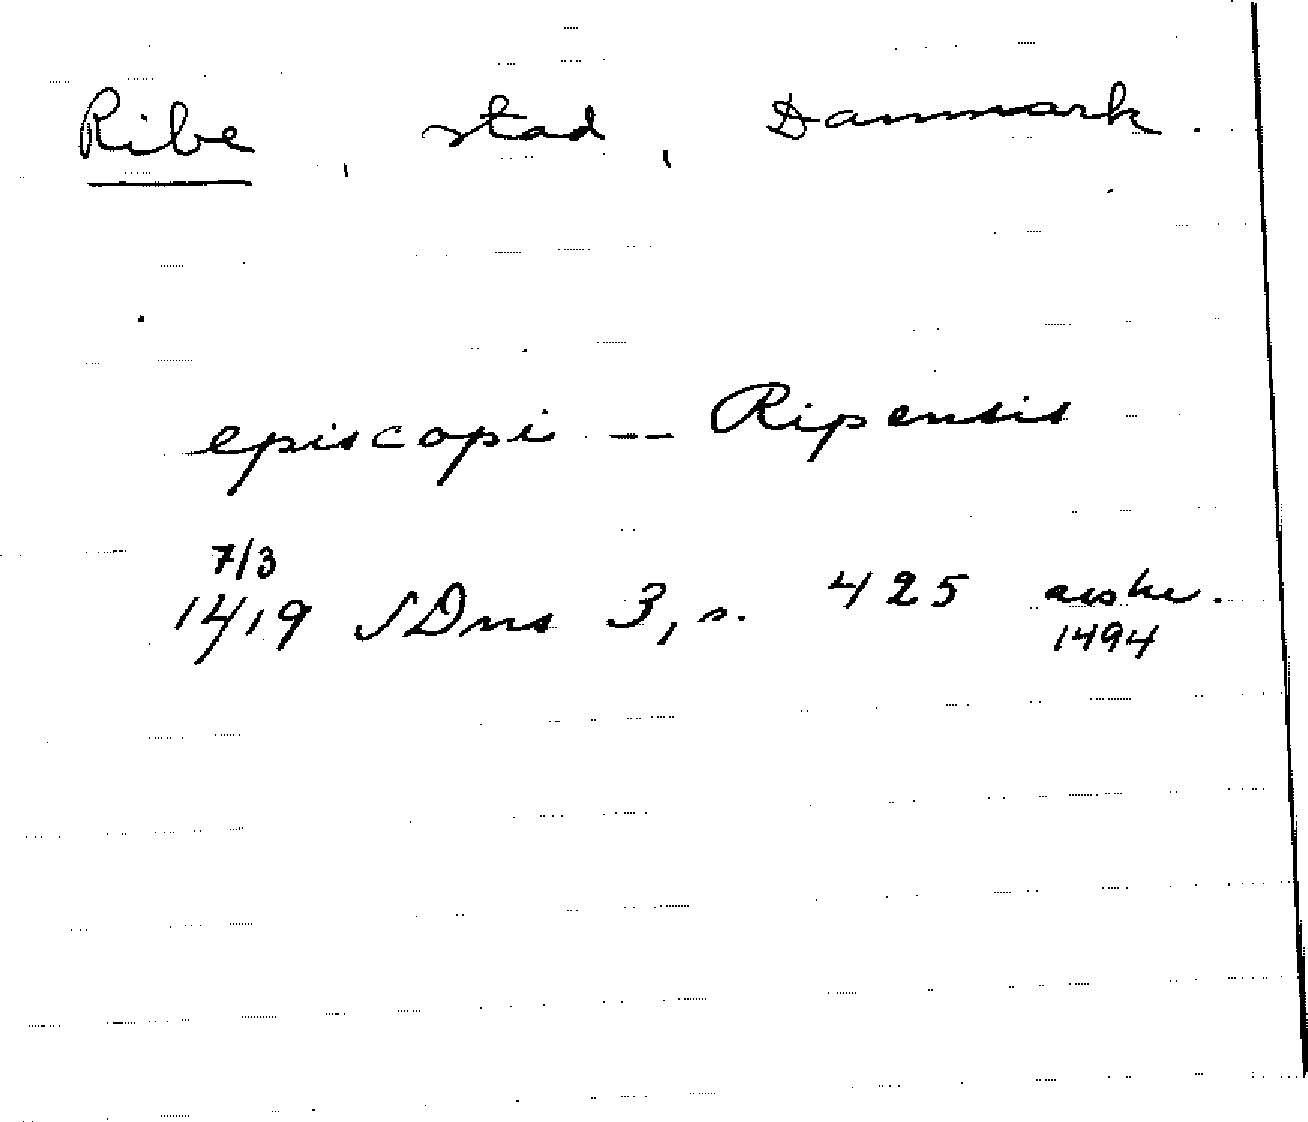 Ribe, stad, Danmark.
episcopi -- Ripensis
7/3
1419 SDns 3, s. 425 avskr.
1494